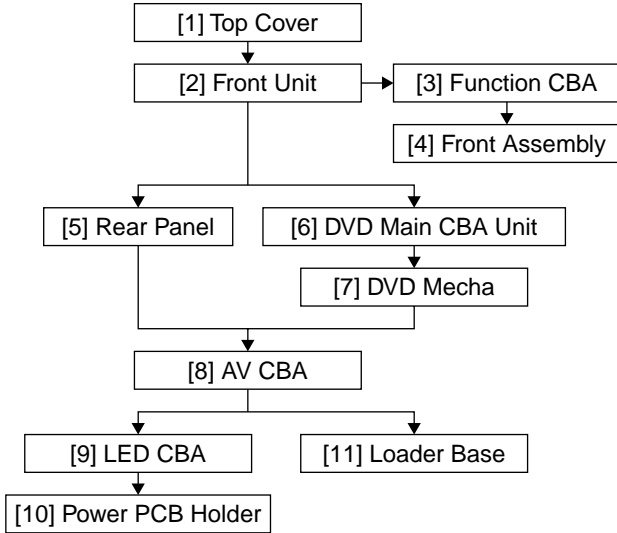 [1] Top Cover
[2] Front Unit
[3] Function CBA
[4] Front Assembly
[5] Rear Panel
[6] DVD Main CBA Unit
[7] DVD Mecha
[8] AV CBA
[9] LED CBA
[11] Loader Base
[10] Power PCB Holder